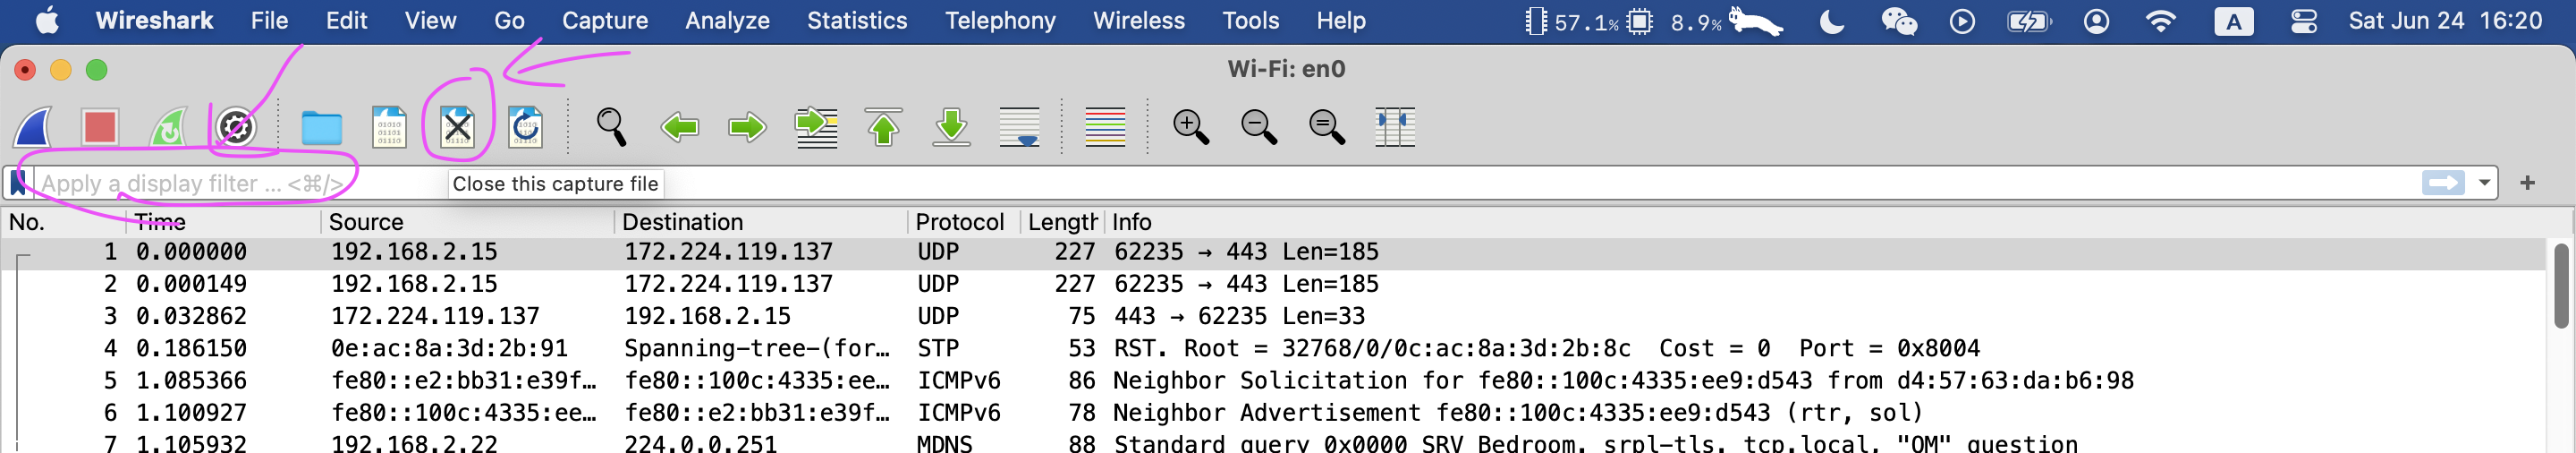 Wireshark File Edit View Go Capture Analyze Statistics Telephony Wireless Tools Help 57.1% 8.9% A Sat Jun 24 16:20
Wi-Fi: en0
Apply a display filter ... <⌘/>
Close this capture file
No. Time Source Destination Protocol Length Info
1 0.000000 192.168.2.15 172.224.119.137 UDP 227 62235 → 443 Len=185
2 0.000149 192.168.2.15 172.224.119.137 UDP 227 62235 → 443 Len=185
3 0.032862 172.224.119.137 192.168.2.15 UDP 75 443 → 62235 Len=33
4 0.186150 0e:ac:8a:3d:2b:91 Spanning-tree-(for… STP 53 RST. Root = 32768/0/0c:ac:8a:3d:2b:8c Cost = 0 Port = 0x8004
5 1.085366 fe80::e2:bb31:e39f… fe80::100c:4335:ee… ICMPv6 86 Neighbor Solicitation for fe80::100c:4335:ee9:d543 from d4:57:63:da:b6:98
6 1.100927 fe80::100c:4335:ee… fe80::e2:bb31:e39f… ICMPv6 78 Neighbor Advertisement fe80::100c:4335:ee9:d543 (rtr, sol)
7 1.105932 192.168.2.22 224.0.0.251 MDNS 88 Standard query 0x0000 SRV Bedroom._srpl-tls._tcp.local, "QM" question